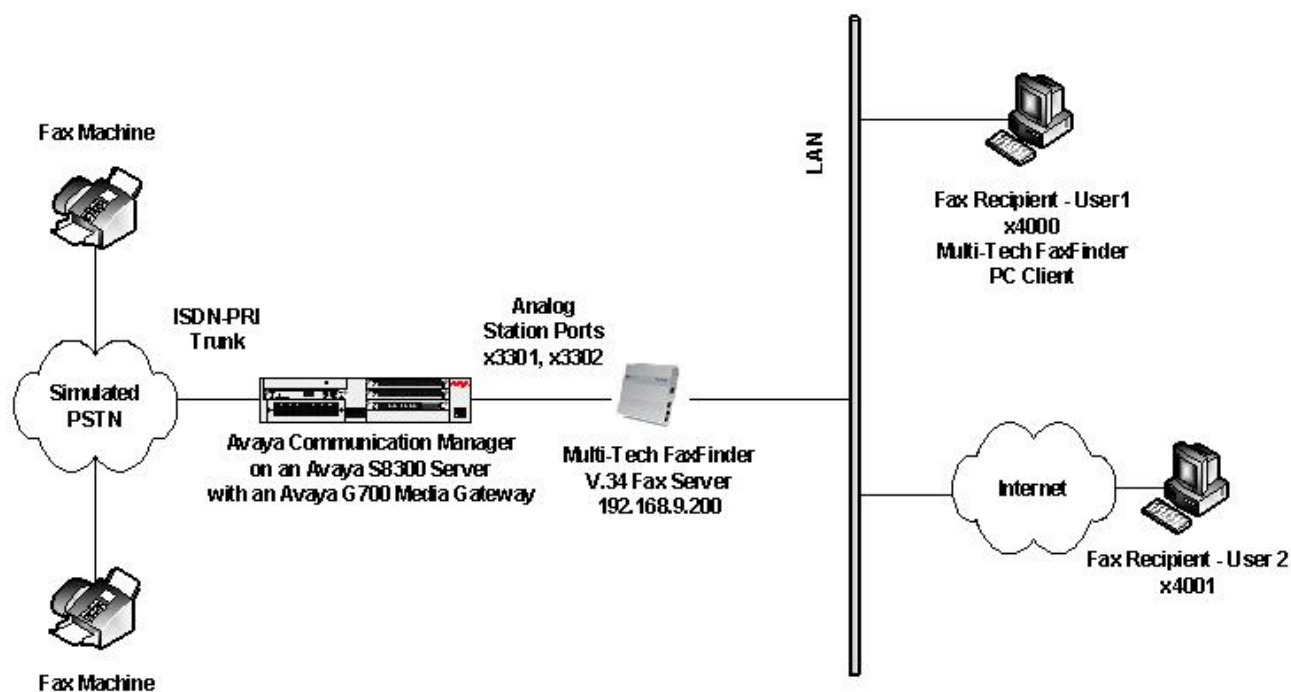 Fax Machine
ISDN-PRI
Trunk
Simulated
PSTN
Avaya Communication Manager
on an Avaya S8300 Server
with an Avaya G700 Media Gateway
Analog
Station Ports
x3301, x3302
Multi-Tech FaxFinder
V.34 Fax Server
192.168.9.200
LAN
Fax Recipient - User1
x4000
Multi-Tech FaxFinder
PC Client
Internet
Fax Recipient - User 2
x4001
Fax Machine